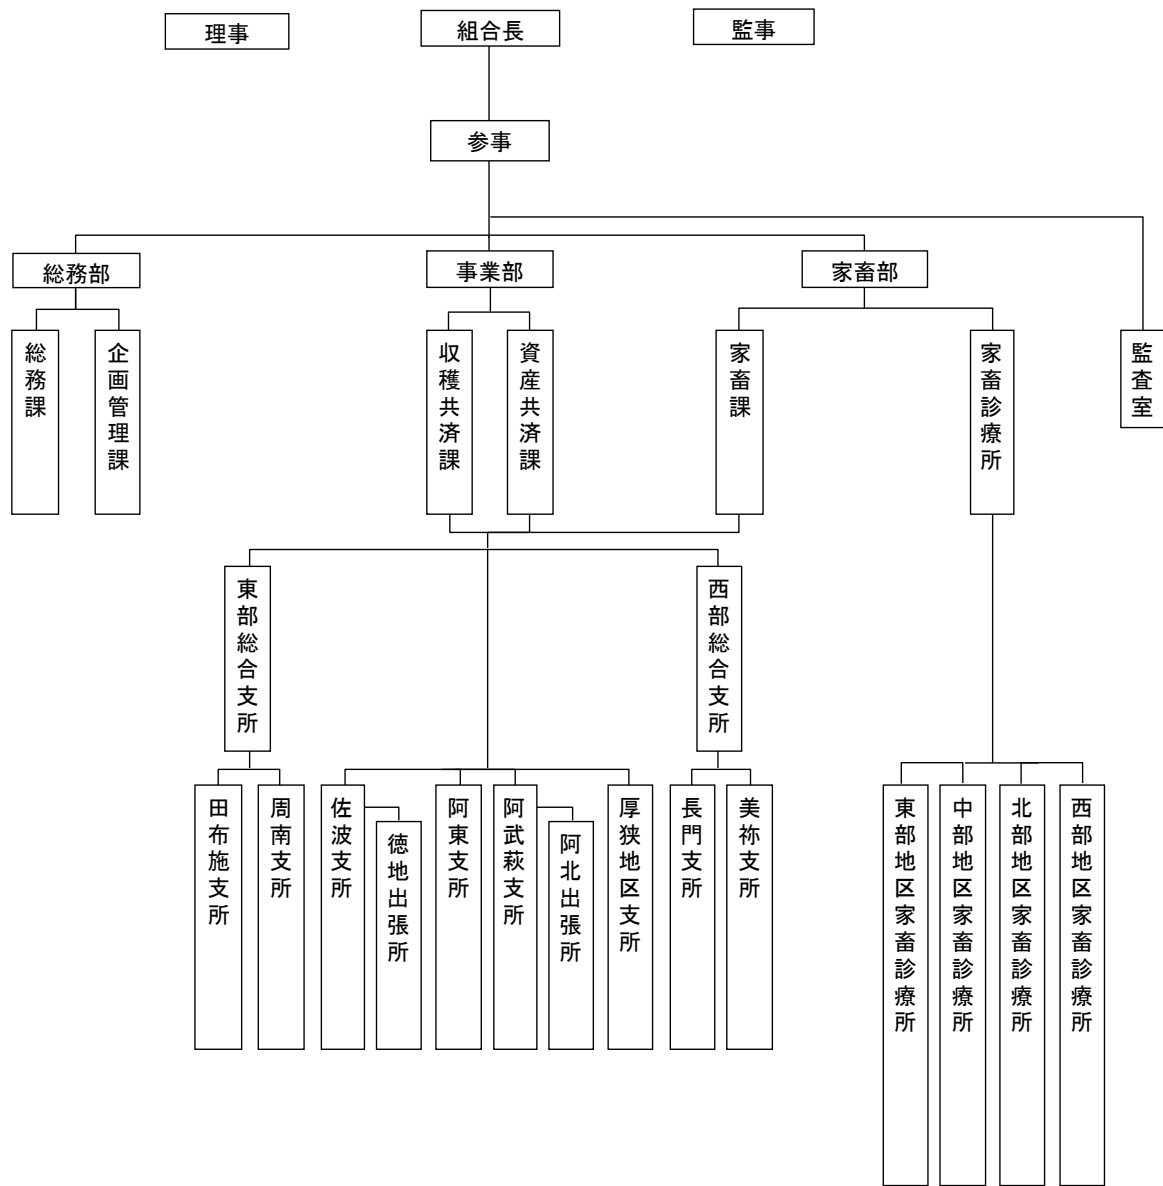 理事
組合長
監事
参事
総務部
事業部
家畜部
総務課
企画管理課
収穫共済課
資産共済課
家畜課
家畜診療所
監査室
東部総合支所
西部総合支所
田布施支所
周南支所
佐波支所
徳地出張所
阿東支所
阿武萩支所
阿北出張所
厚狭地区支所
長門支所
美祢支所
東部地区家畜診療所
中部地区家畜診療所
北部地区家畜診療所
西部地区家畜診療所